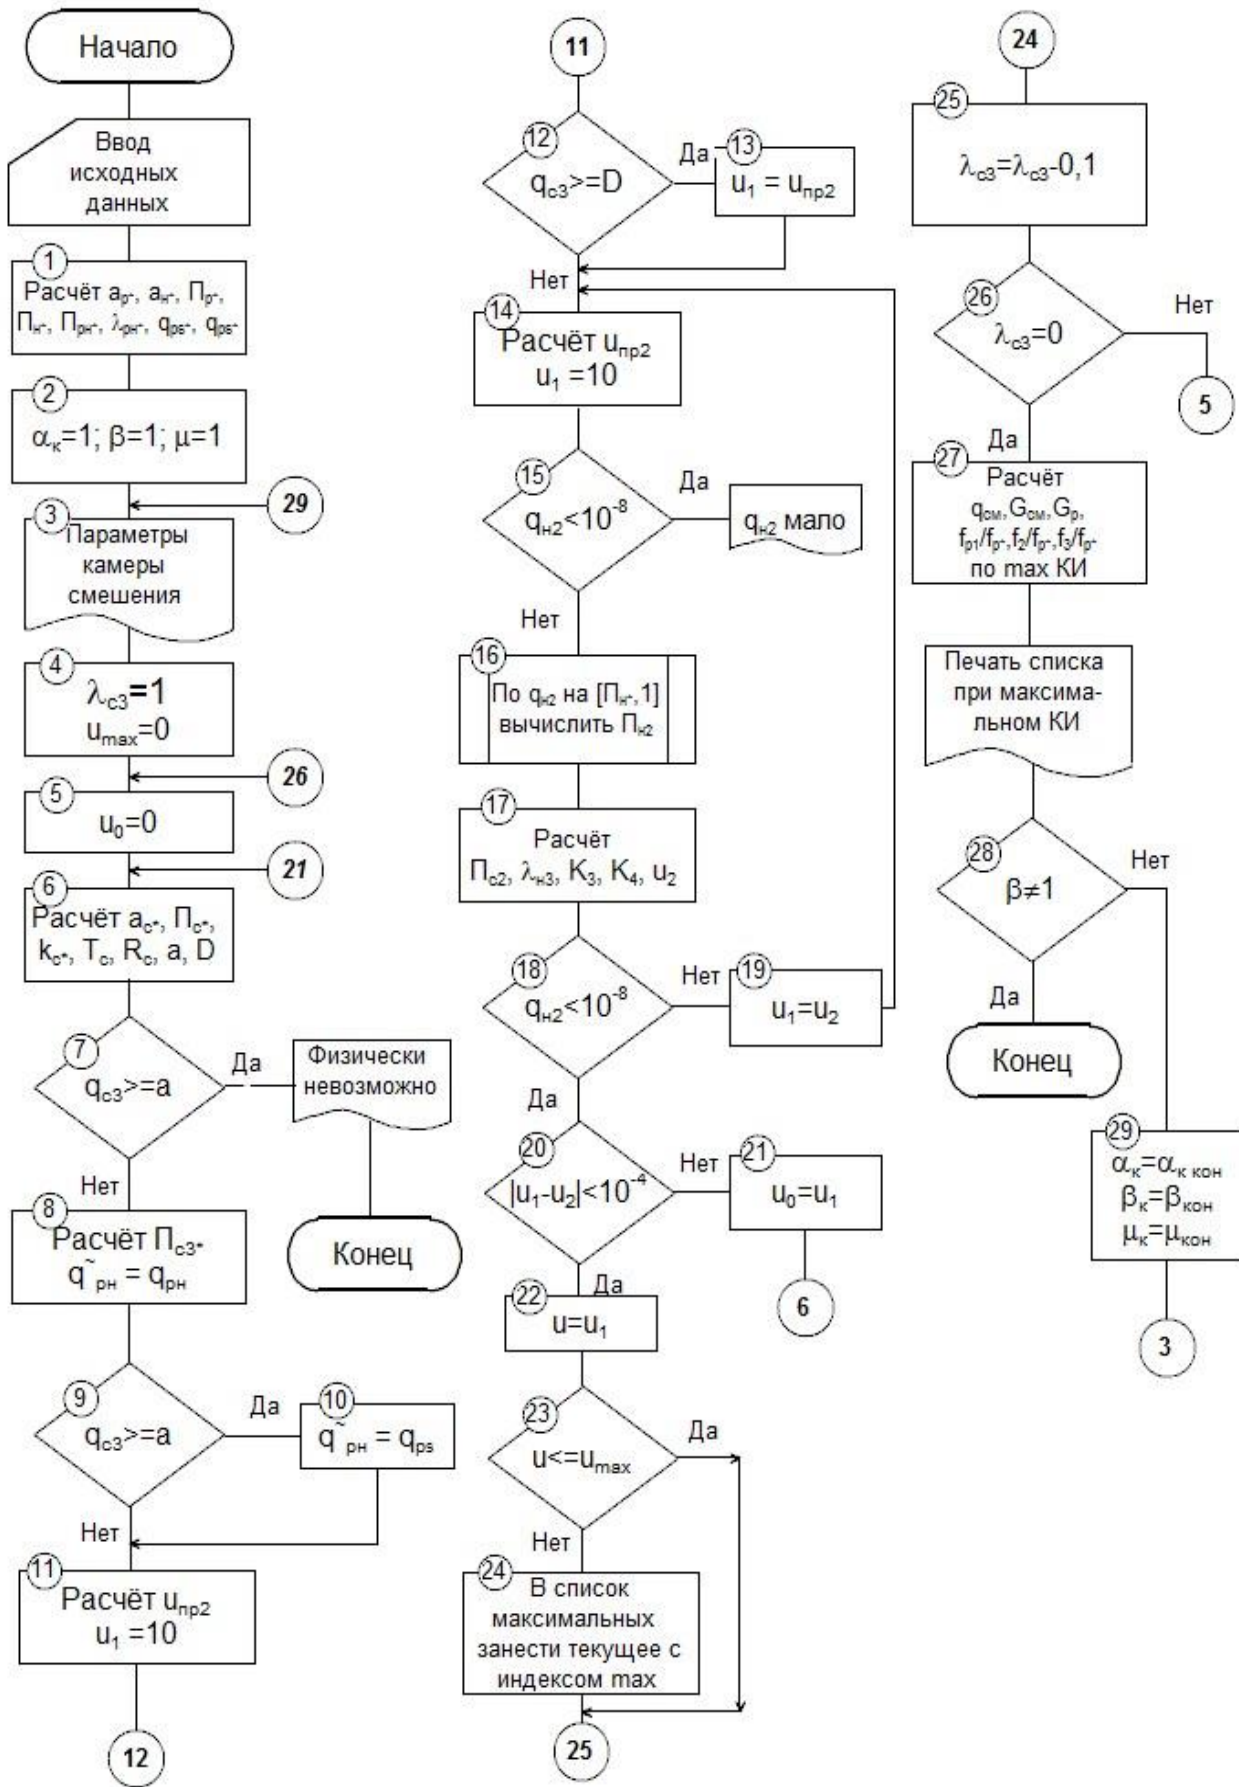 Начало
Ввод
исходных
данных
1
Расчёт aр*, aн*, Пр*,
Пн*, Прн*, λрн*, qрв*, qрв*
2
αк=1; β=1; μ=1
29
3
Параметры
камеры
смешения
4
λс3=1
umax=0
26
5
u0=0
21
6
Расчёт aс*, Пс*,
kс*, Tс, Rс, a, D
7
qс3>=a
Да
Физически
невозможно
Конец
Нет
8
Расчёт Пс3*
q~рн = qрн
9
qс3>=a
Да
10
q~рн = qps
Нет
11
Расчёт uпр2
u1 =10
12
11
12
qс3>=D
Да
13
u1 = uпр2
Нет
14
Расчёт uпр2
u1 =10
15
qн2<10-8
Да
qн2 мало
Нет
16
По qн2 на [Пн*,1]
вычислить Пн2
17
Расчёт
Пс2, λн3, K3, K4, u2
18
qн2<10-8
Нет
19
u1=u2
Да
20
|u1-u2|<10-4
Нет
21
u0=u1
6
Да
22
u=u1
23
u<=umax
Да
Нет
24
В список
максимальных
занести текущее с
индексом max
25
24
25
λс3=λс3-0,1
26
λс3=0
Нет
5
Да
27
Расчёт
qсм, Gсм, Gр,
fр1/fр*, f2/fр*, f3/fр*
по max КИ
Печать списка
при максима-
льном КИ
28
β≠1
Нет
Да
Конец
29
αк=αк кон
βк=βкон
μк=μкон
3